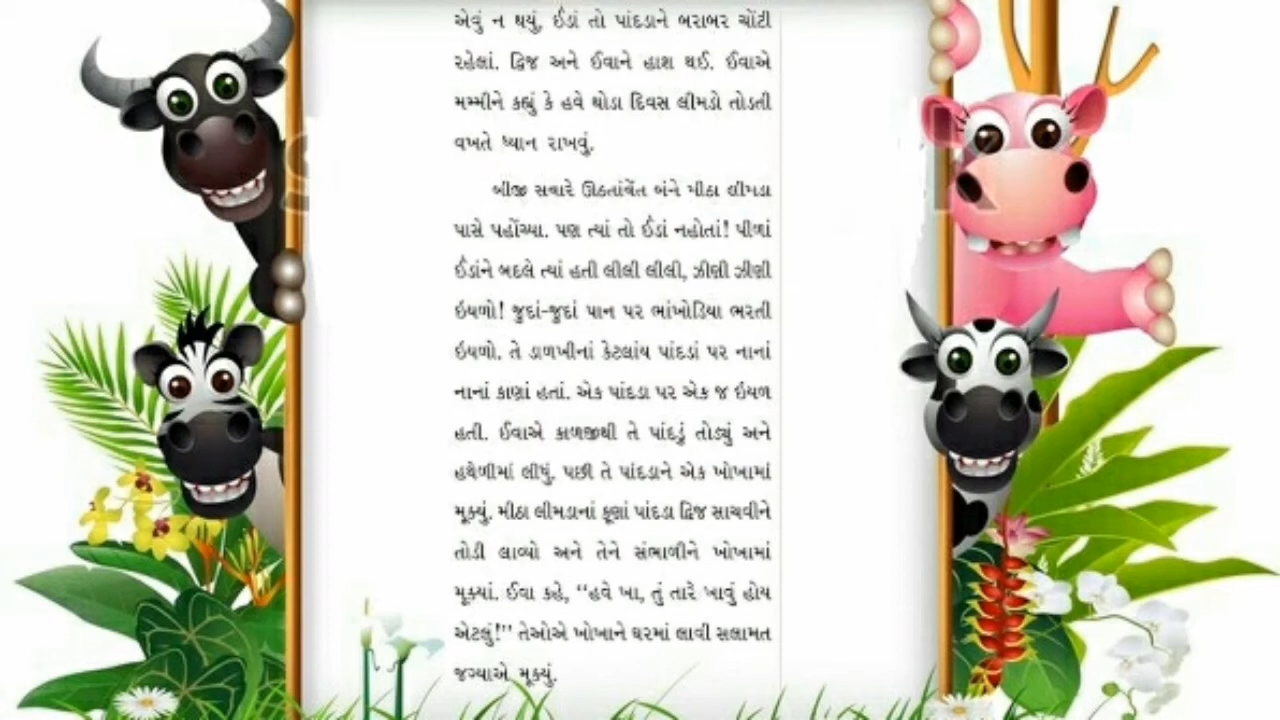 એવું ન થયું, ઈંડાં તો પાંદડાને બરાબર ચોંટી
રહેલાં. દ્વિજ અને ઈવાને હાશ થઈ. ઈવાએ
મમ્મીને કહ્યું કે હવે થોડા દિવસ લીમડો તોડતી
વખતે ધ્યાન રાખવું.
બીજી સવારે ઊઠતાંવેંત બંને મીઠા લીમડા
પાસે પહોંચ્યા. પણ ત્યાં તો ઈંડાં નહોતાં! પીળાં
ઈંડાંને બદલે ત્યાં હતી લીલી લીલી, ઝીણી ઝીણી
ઇયળો! જુદાં-જુદાં પાન પર ભાંખોડિયા ભરતી
ઇયળો. તે ડાળખીનાં કેટલાંય પાંદડાં પર નાનાં
નાનાં કાણાં હતાં. એક પાંદડા પર એક જ ઇયળ
હતી. ઈવાએ કાળજીથી તે પાંદડું તોડ્યું અને
હથેળીમાં લીધું. પછી તે પાંદડાને એક ખોખામાં
મૂક્યું. મીઠા લીમડાનાં કૂણાં પાંદડા દ્વિજ સાચવીને
તોડી લાવ્યો અને તેને સંભાળીને ખોખામાં
મૂક્યાં. ઈવા કહે, “હવે ખા, તું તારે ખાવું હોય
એટલું!” તેઓએ ખોખાને ઘરમાં લાવી સલામત
જગ્યાએ મૂક્યું.